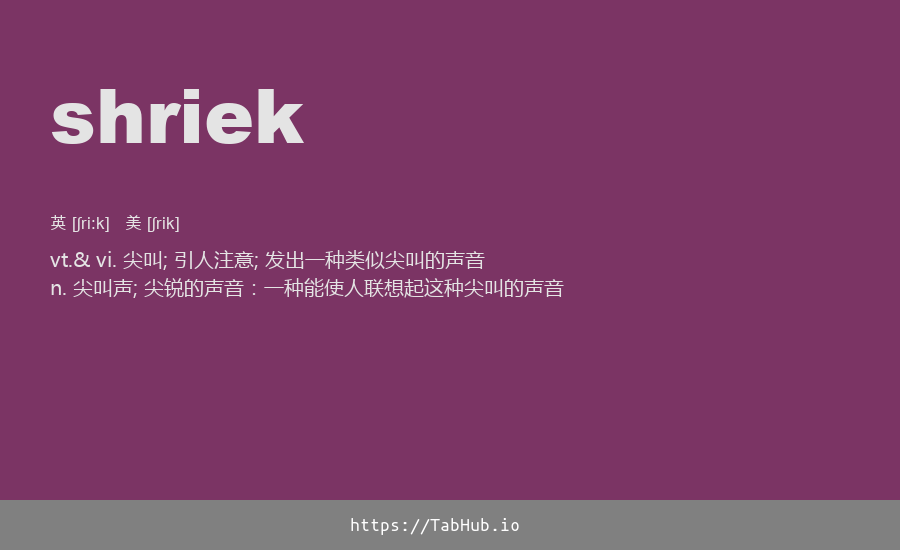 shriek
英 [ʃri:k] 美 [ʃrik]
vt.& vi. 尖叫; 引人注意; 发出一种类似尖叫的声音
n. 尖叫声; 尖锐的声音：一种能使人联想起这种尖叫的声音
https://TabHub.io